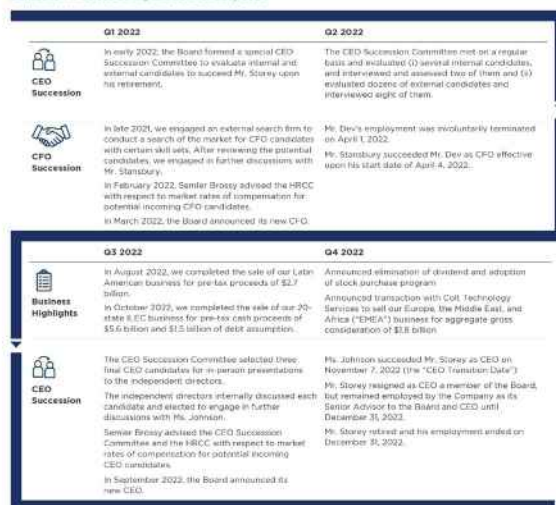 Q1 2022
Q2 2022
CEO
Succession
In early 2022, the Board formed a special CEO
Succession Committee to evaluate internal and
external candidates to succeed Mr. Storey upon
his retirement.
The CEO Succession Committee met on a regular
basis and evaluated (i) several internal candidates,
and interviewed and assessed two of them and (ii)
evaluated dozens of external candidates and
interviewed eight of them.
CFO
Succession
In late 2021, we engaged an external search firm to
conduct a search of the market for CFO candidates
with certain skill sets. After reviewing the potential
candidates, we engaged in further discussions with
Mr. Stansbury.
In February 2022, Semler Brossy advised the HRCC
with respect to market rates of compensation for
potential incoming CFO candidates.
In March 2022, the Board announced its new CFO.
Mr. Dev's employment was involuntarily terminated
on April 1, 2022.
Mr. Stansbury succeeded Mr. Dev as CFO effective
upon his start date of April 4, 2022.
Q3 2022
Q4 2022
Business
Highlights
In August 2022, we completed the sale of our Latin
American business for pre-tax proceeds of $2.7
billion.
In October 2022, we completed the sale of our 20-
state ILEC business for pre-tax cash proceeds of
$5.6 billion and $1.5 billion of debt assumption.
Announced elimination of dividend and adoption
of stock purchase program
Announced transaction with Colt Technology
Services to sell our Europe, the Middle East, and
Africa ("EMEA") business for aggregate gross
consideration of $1.8 billion
CEO
Succession
The CEO Succession Committee selected three
final CEO candidates for in-person presentations
to the independent directors.
The independent directors internally discussed each
candidate and elected to engage in further
discussions with Ms. Johnson.
Semler Brossy advised the CEO Succession
Committee and the HRCC with respect to market
rates of compensation for potential incoming
CEO candidates.
In September 2022, the Board announced its
new CEO.
Ms. Johnson succeeded Mr. Storey as CEO on
November 7, 2022 (the "CEO Transition Date")
Mr. Storey resigned as CEO a member of the Board,
but remained employed by the Company as its
Senior Advisor to the Board and CEO until
December 31, 2022.
Mr. Storey retired and his employment ended on
December 31, 2022.